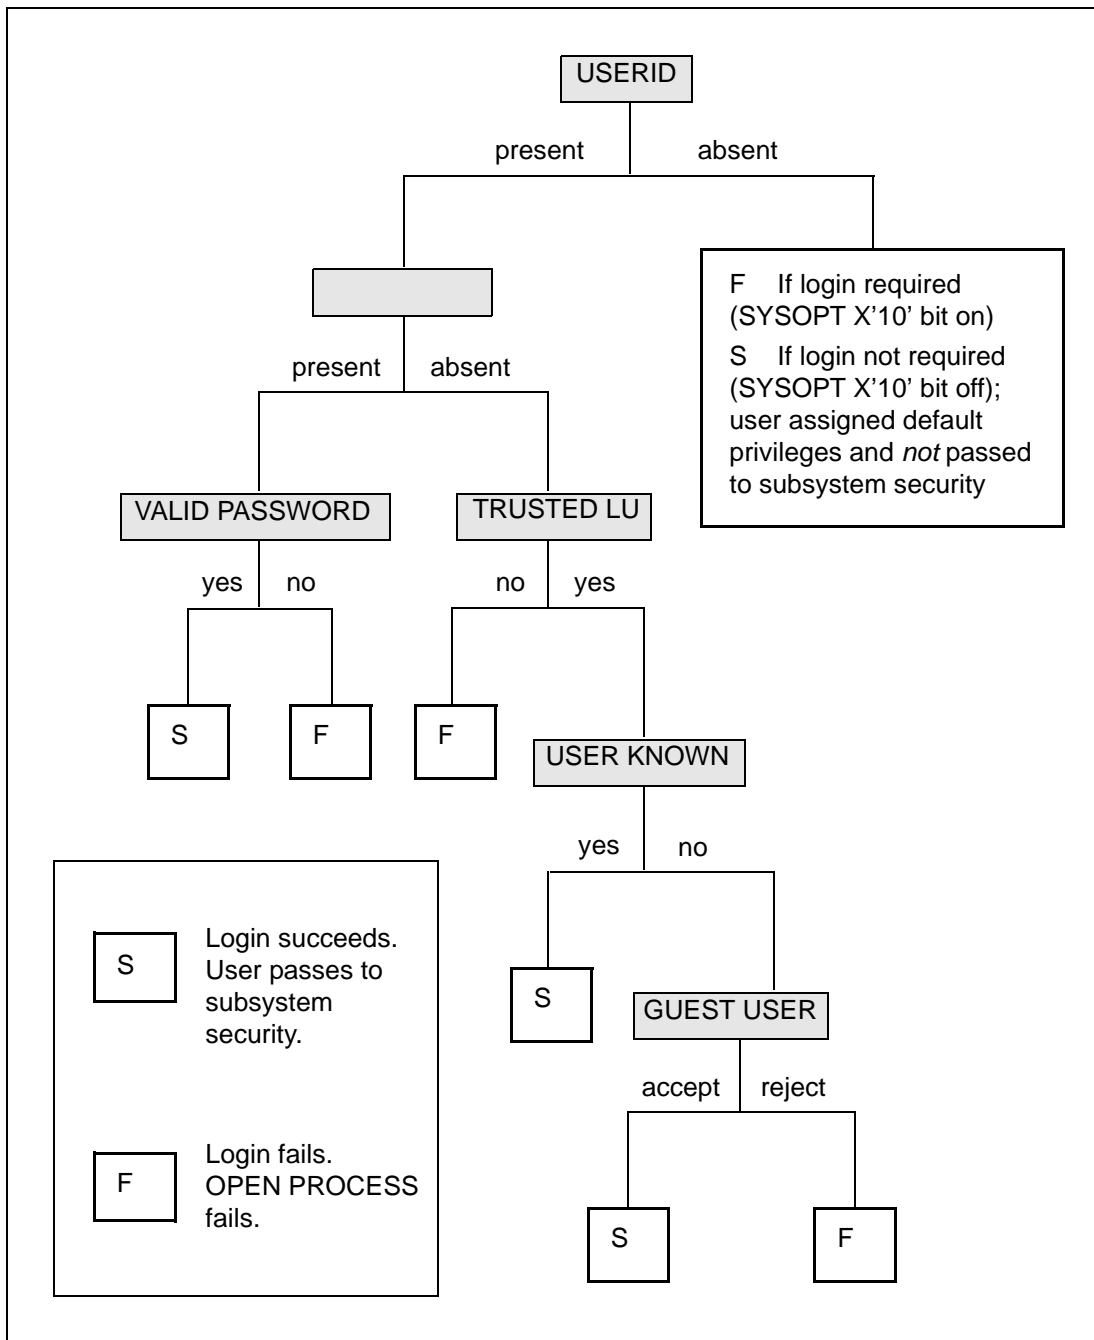 USERID
present absent
F If login required
(SYSOPT X'10' bit on)
S If login not required
(SYSOPT X'10' bit off);
user assigned default
privileges and not passed
to subsystem security
present absent
VALID PASSWORD
TRUSTED LU
yes no
no yes
S
F
F
USER KNOWN
yes no
S
GUEST USER
accept reject
S
F
S
Login succeeds.
User passes to
subsystem
security.
F
Login fails.
OPEN PROCESS
fails.